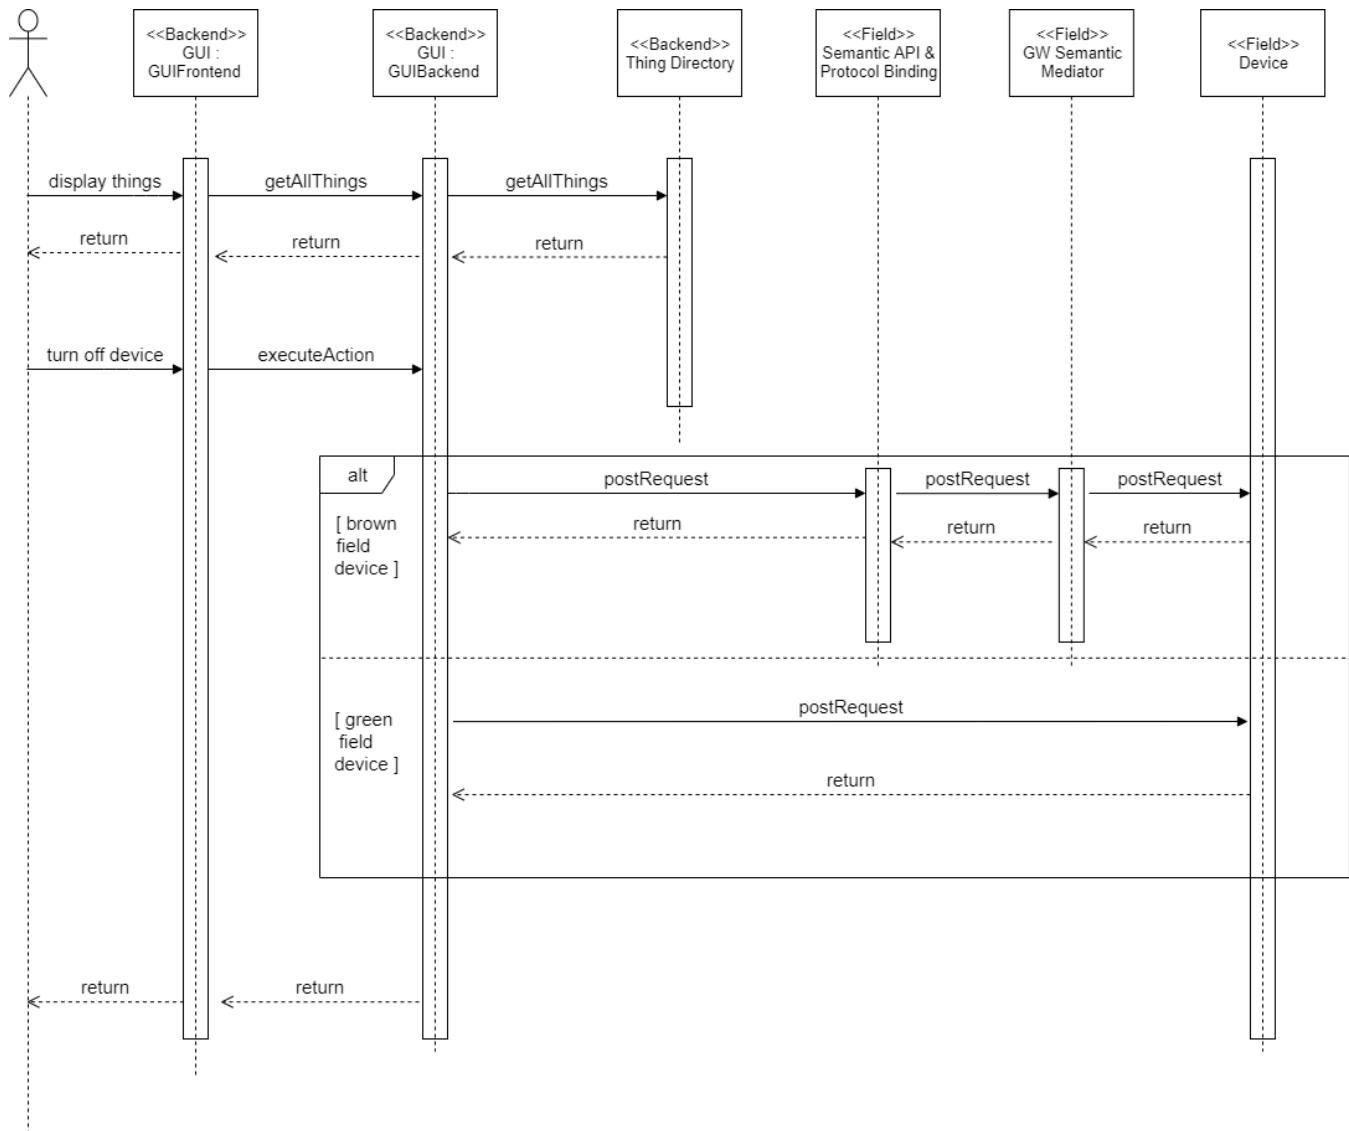 <<Backend>>
GUI :
GUIFrontend
<<Backend>>
GUI :
GUIBackend
<<Backend>>
Thing Directory
<<Field>>
Semantic API &
Protocol Binding
<<Field>>
GW Semantic
Mediator
<<Field>>
Device
display things
getAllThings
getAllThings
return
return
return
turn off device
executeAction
alt
postRequest
postRequest
postRequest
[ brown
field
device ]
return
return
return
[ green
field
device ]
postRequest
return
return
return